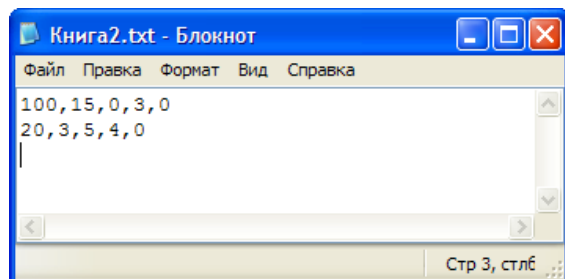 Книга2.txt - Блокнот
Файл Правка Формат Вид Справка
100,15,0,3,0
20,3,5,4,0
Стр 3, стлб